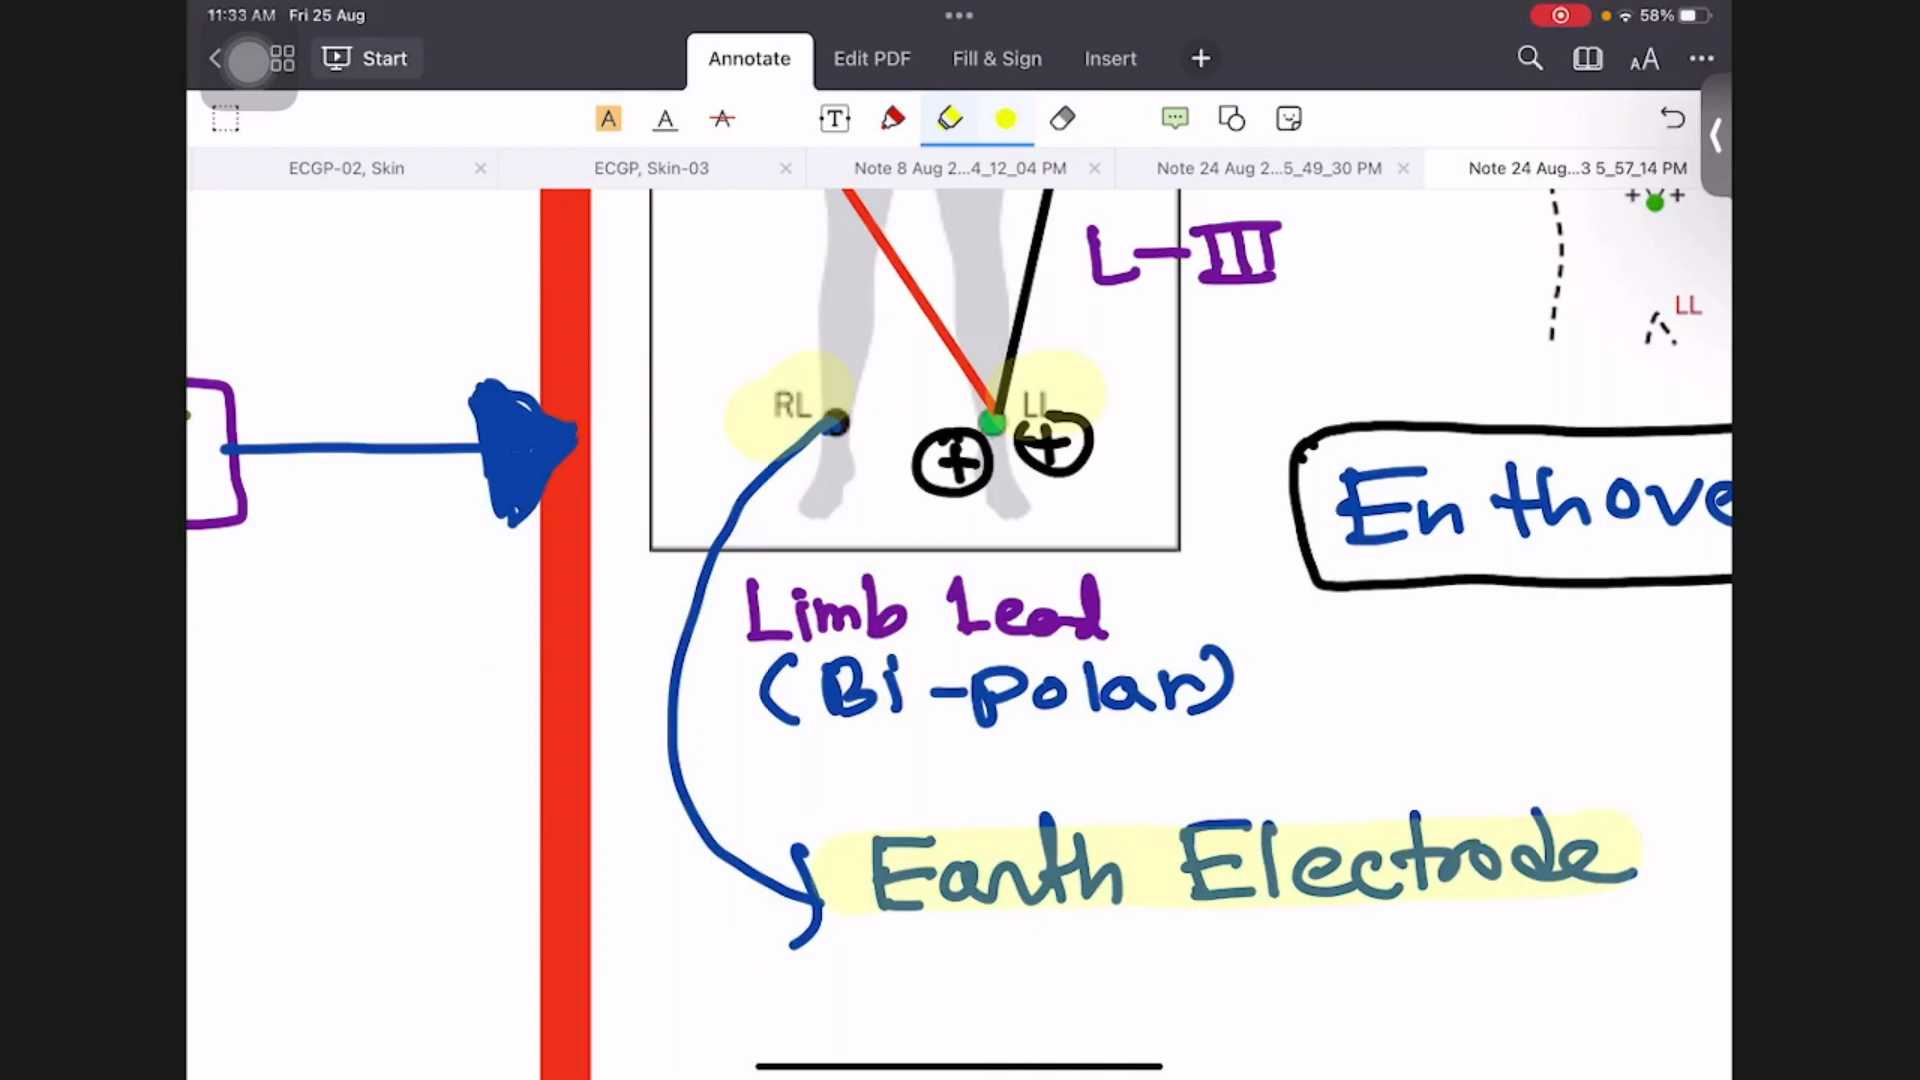 11:33 AM Fri 25 Aug
58%
Start
Annotate
Edit PDF
Fill & Sign
Insert
AA
A
A
A
T
ECGP-02, Skin
ECGP, Skin-03
Note 8 Aug 2...4_12_04 PM
Note 24 Aug 2...5_49_30 PM
Note 24 Aug...3 5_57_14 PM
L-III
LL
RL
LL
+ +
Enthove
Limb Lead
(Bi-polar)
Earth Electrode